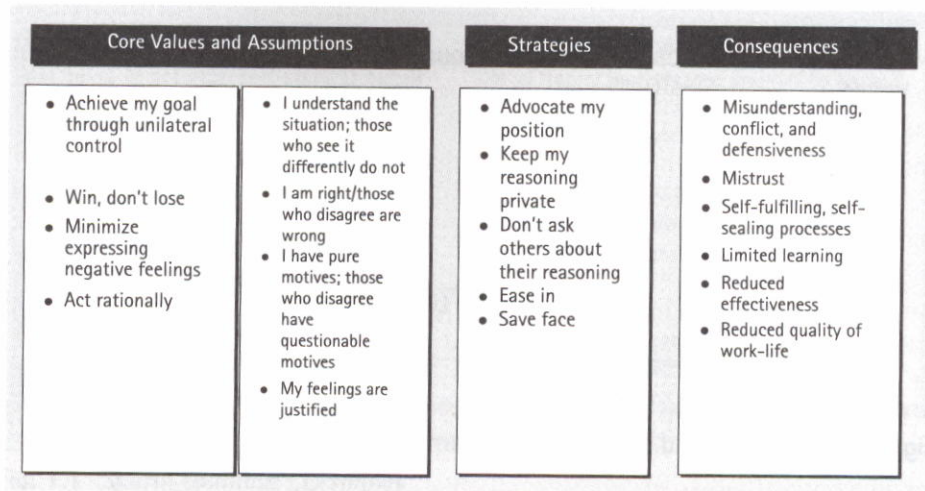 Core Values and Assumptions
• Achieve my goal
through unilateral
control
• Win, don't lose
• Minimize
expressing
negative feelings
• Act rationally
• I understand the
situation; those
who see it
differently do not
• I am right/those
who disagree are
wrong
• I have pure
motives; those
who disagree
have
questionable
motives
• My feelings are
justified
Strategies
• Advocate my
position
• Keep my
reasoning
private
• Don't ask
others about
their reasoning
• Ease in
• Save face
Consequences
• Misunderstanding,
conflict, and
defensiveness
• Mistrust
• Self-fulfilling, self-
sealing processes
• Limited learning
• Reduced
effectiveness
• Reduced quality of
work-life